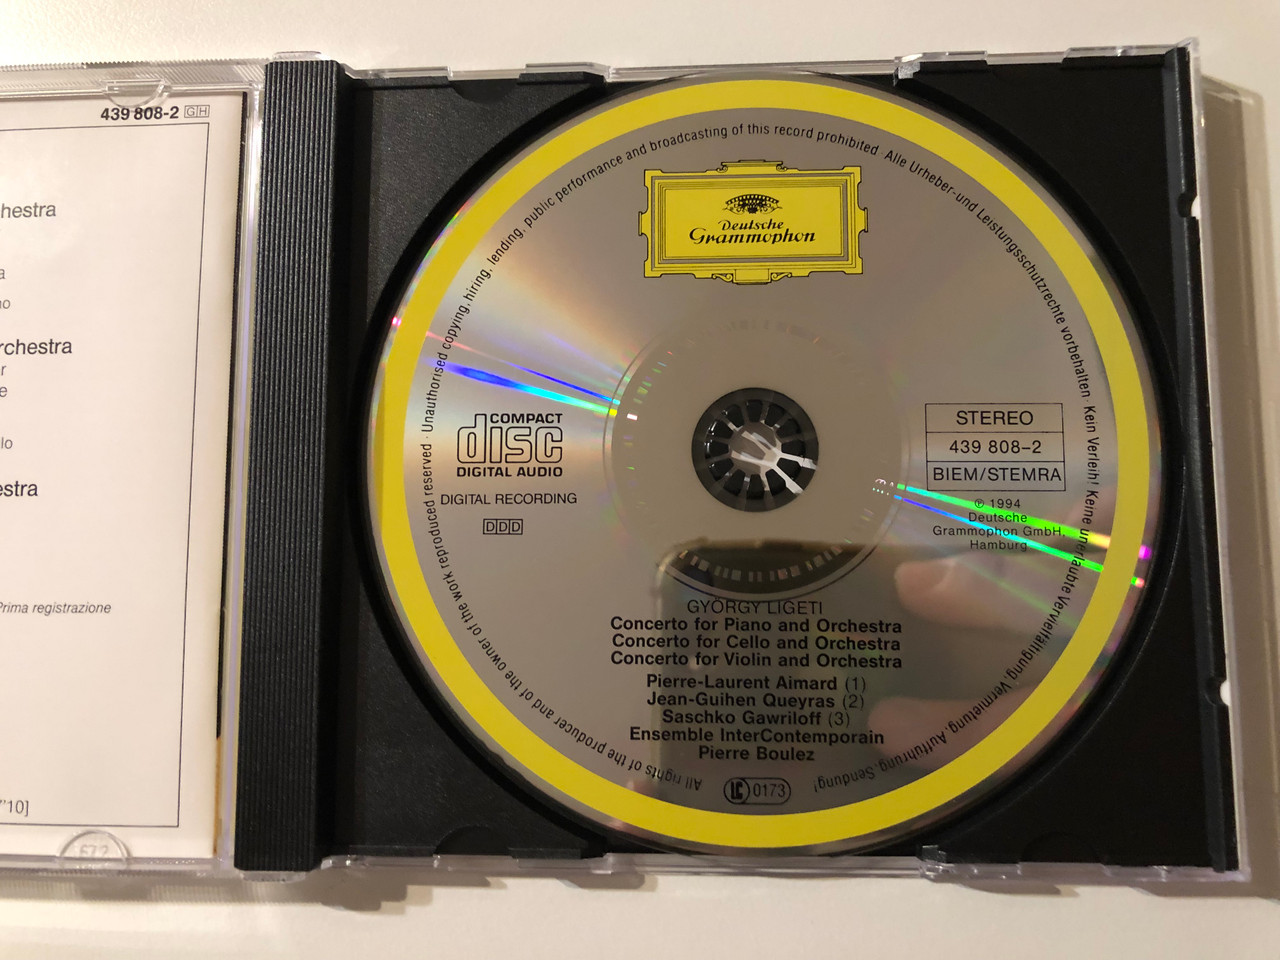 439 808-2 GH
hestra
a
no
rchestra
er
e
lo
estra
Prima registrazione
"10]
672
All rights of the producer and of the owner of the work reproduced reserved · Unauthorised copying, hiring, lending, public performance and broadcasting of this record prohibited · Alle Urheber- und Leistungsschutzrechte vorbehalten · Kein Verleih! Keine unerlaubte Vervielfältigung, Vermietung, Aufführung, Sendung!
Deutsche
Grammophon
COMPACT
disc
DIGITAL AUDIO
DIGITAL RECORDING
DDD
STEREO
439 808-2
BIEM/STEMRA
℗ 1994
Deutsche
Grammophon GmbH,
Hamburg
GYÖRGY LIGETI
Concerto for Piano and Orchestra
Concerto for Cello and Orchestra
Concerto for Violin and Orchestra
Pierre-Laurent Aimard (1)
Jean-Guihen Queyras (2)
Saschko Gawriloff (3)
Ensemble InterContemporain
Pierre Boulez
LC 0173